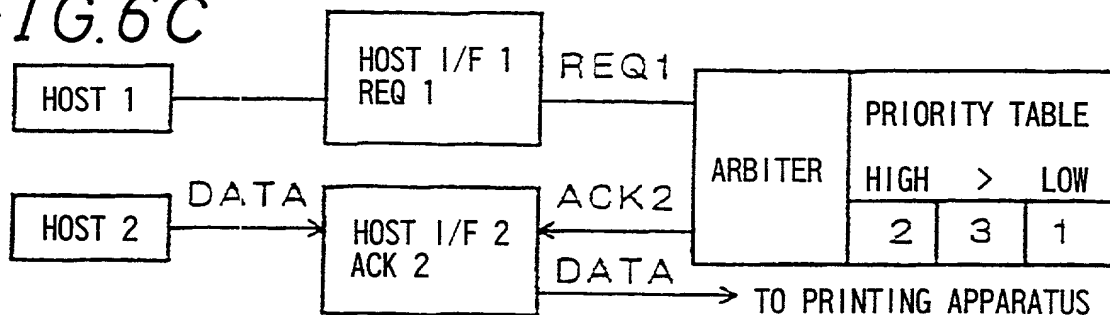 FIG.6C
HOST 1
HOST I/F 1
REQ 1
REQ1
ARBITER
PRIORITY TABLE
HIGH > LOW
2 3 1
HOST 2
DATA
HOST I/F 2
ACK 2
ACK2
DATA
TO PRINTING APPARATUS